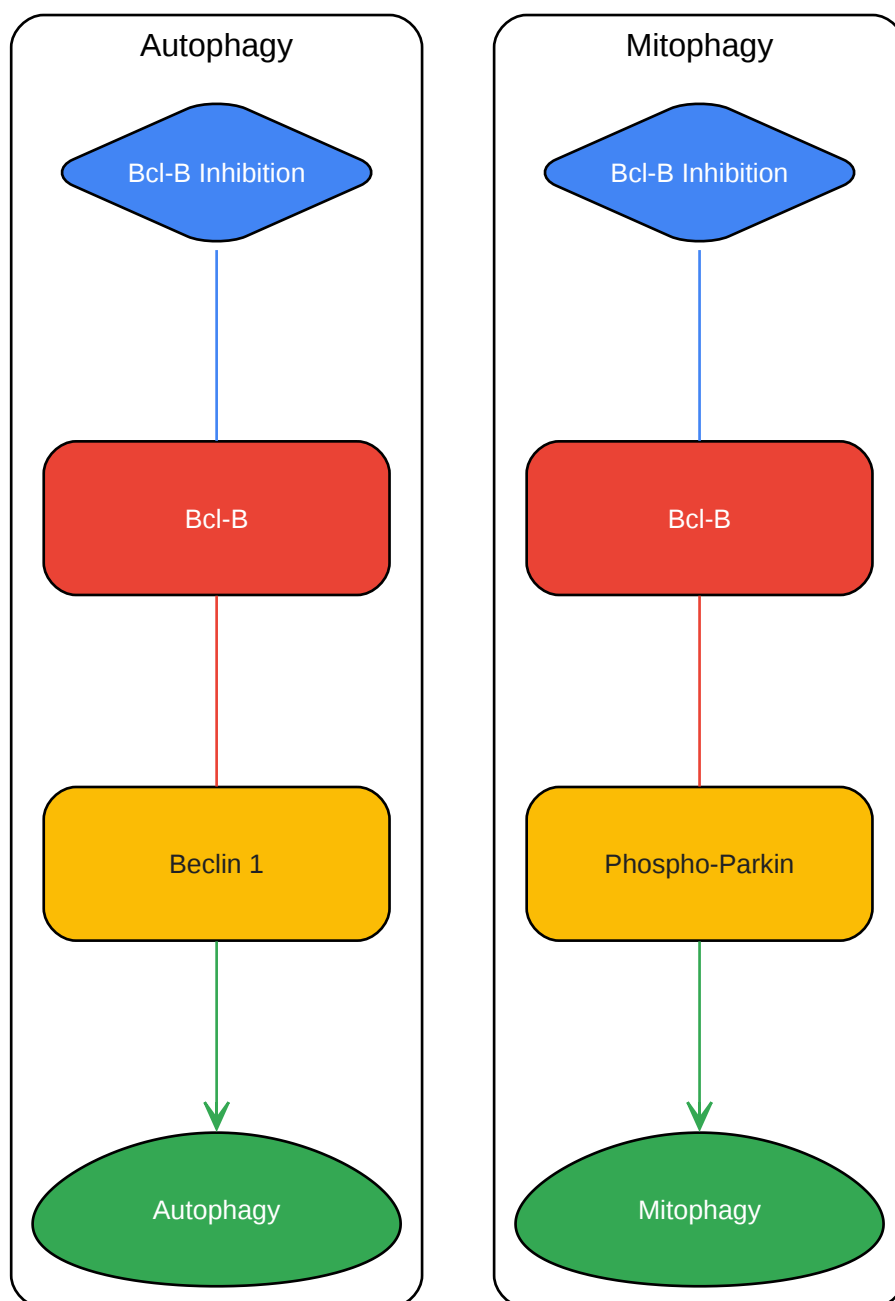 Autophagy
Bcl-B Inhibition
Bcl-B
Beclin 1
Autophagy
Mitophagy
Bcl-B Inhibition
Bcl-B
Phospho-Parkin
Mitophagy